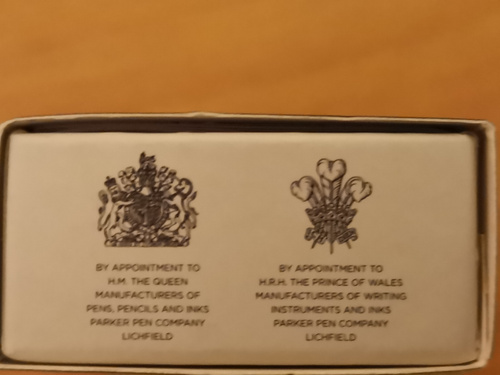 BY APPOINTMENT TO
H.M. THE QUEEN
MANUFACTURERS OF
PENS, PENCILS AND INKS
PARKER PEN COMPANY
LICHFIELD
BY APPOINTMENT TO
H.R.H. THE PRINCE OF WALES
MANUFACTURERS OF WRITING
INSTRUMENTS AND INKS
PARKER PEN COMPANY
LICHFIELD